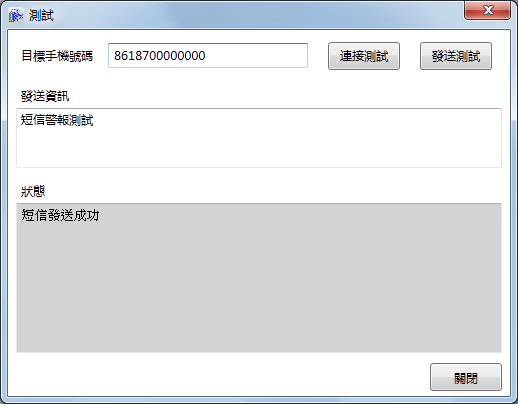 測試
目標手機號碼 8618700000000 連接測試 發送測試
發送資訊
短信警報測試
狀態
短信發送成功
關閉